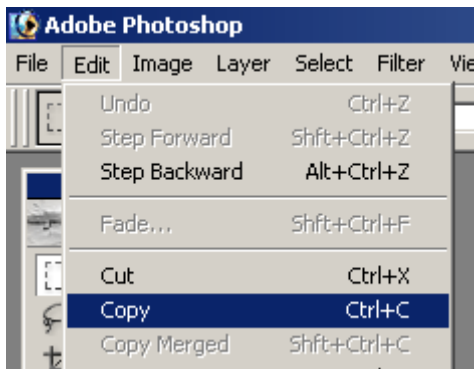 Adobe Photoshop
File Edit Image Layer Select Filter Vie
Undo Ctrl+Z
Step Forward Shft+Ctrl+Z
Step Backward Alt+Ctrl+Z
Fade... Shft+Ctrl+F
Cut Ctrl+X
Copy Ctrl+C
Copy Merged Shft+Ctrl+C